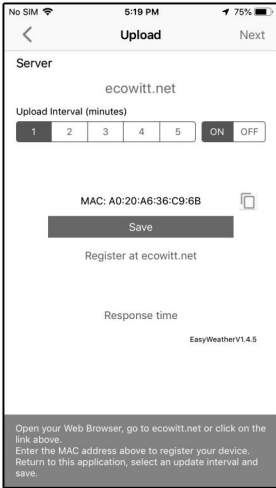 No SIM 5:19 PM 75%
Upload Next
Server
ecowitt.net
Upload Interval (minutes)
1 2 3 4 5 ON OFF
MAC: A0:20:A6:36:C9:6B
Save
Register at ecowitt.net
Response time
EasyWeatherV1.4.5
Open your Web Browser, go to ecowitt.net or click on the
link above.
Enter the MAC address above to register your device.
Return to this application, select an update interval and
save.